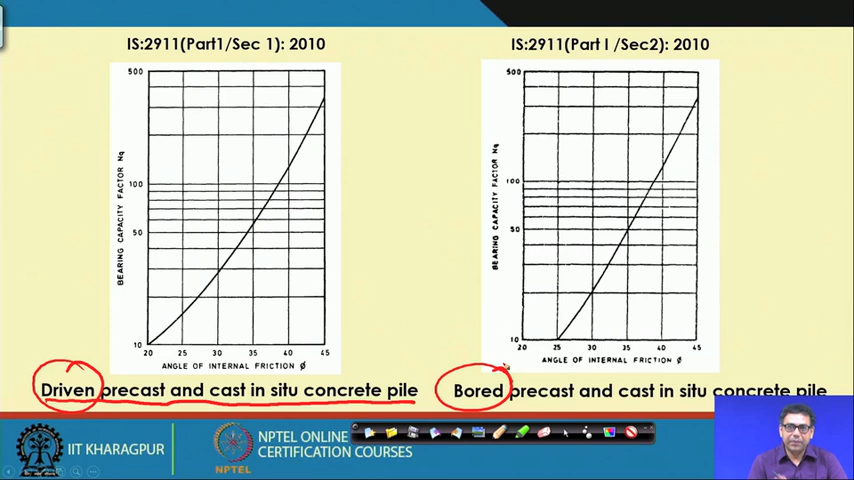 IS:2911(Part1/Sec 1): 2010
IS:2911(Part I /Sec2): 2010
500
100
50
10
BEARING CAPACITY FACTOR Nq
20 25 30 35 40 45
ANGLE OF INTERNAL FRICTION Ø
500
100
50
10
BEARING CAPACITY FACTOR Nq
20 25 30 35 40 45
ANGLE OF INTERNAL FRICTION Ø
Driven precast and cast in situ concrete pile
Bored precast and cast in situ concrete pile
IIT KHARAGPUR
NPTEL
NPTEL ONLINE
CERTIFICATION COURSES